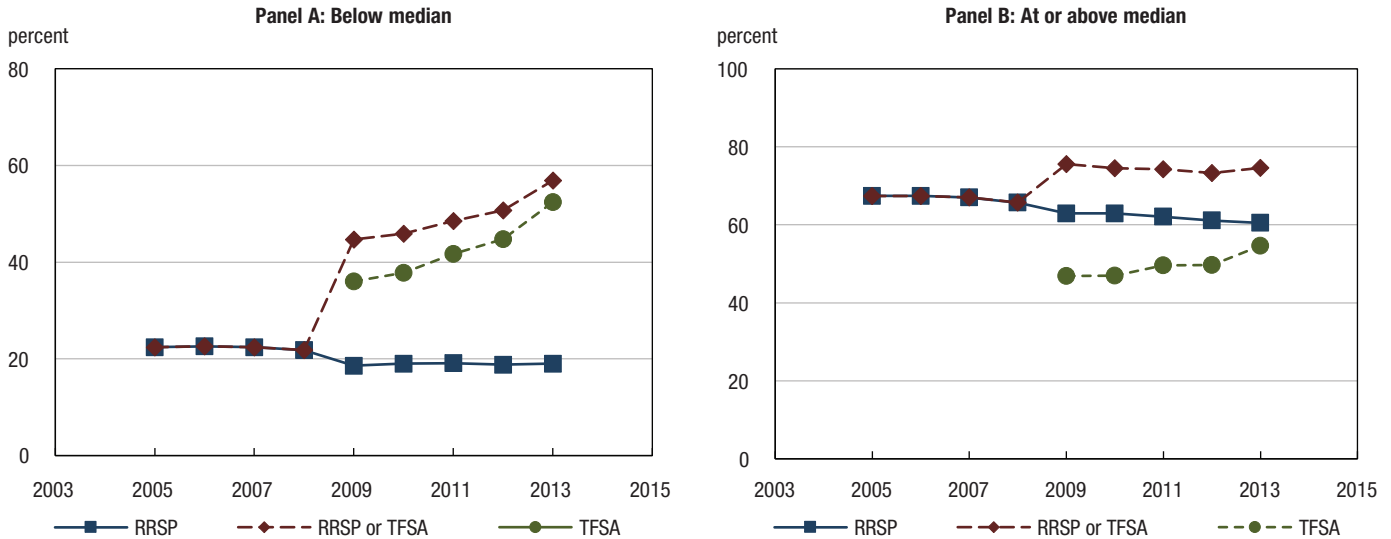 Panel A: Below median
percent
80
60
40
20
0
2003 2005 2007 2009 2011 2013 2015
RRSP RRSP or TFSA TFSA
Panel B: At or above median
percent
100
80
60
40
20
0
2003 2005 2007 2009 2011 2013 2015
RRSP RRSP or TFSA TFSA